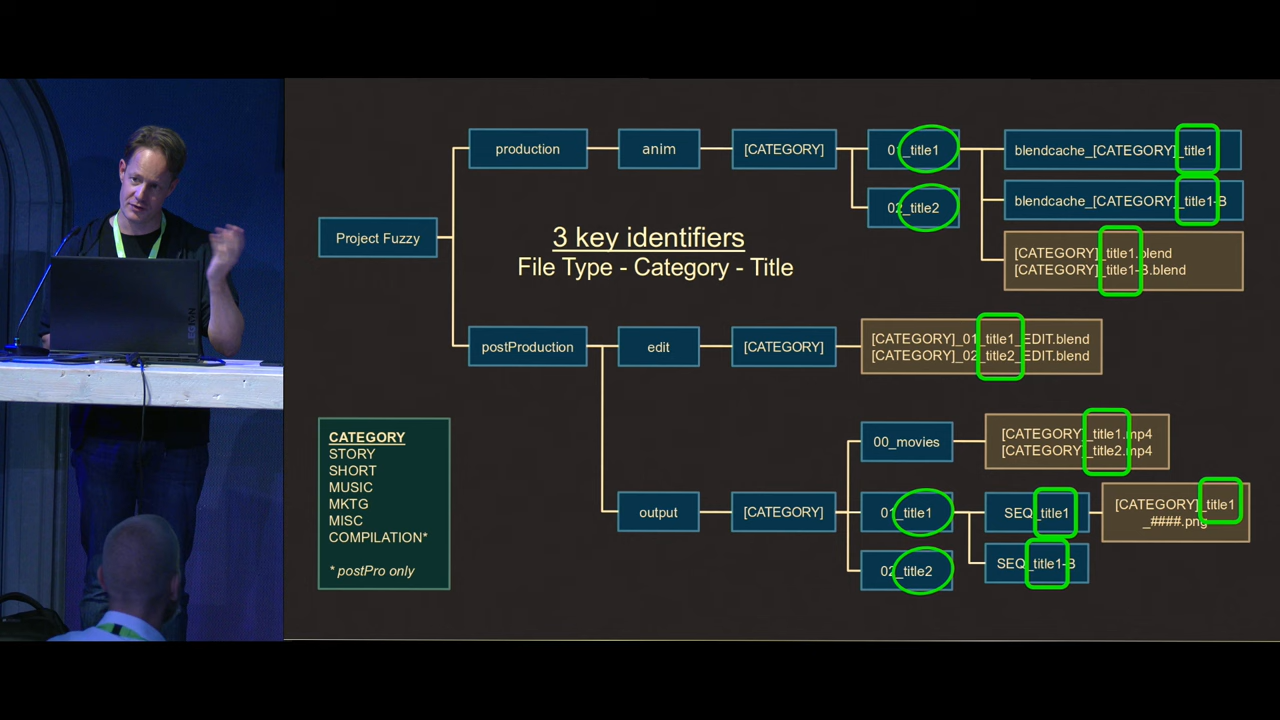 production
anim
[CATEGORY]
01_title1
02_title2
blendcache_[CATEGORY]_title1
blendcache_[CATEGORY]_title1-B
[CATEGORY]_title1.blend
[CATEGORY]_title1-B.blend
Project Fuzzy
3 key identifiers
File Type - Category - Title
postProduction
edit
[CATEGORY]
[CATEGORY]_01_title1_EDIT.blend
[CATEGORY]_02_title2_EDIT.blend
output
[CATEGORY]
00_movies
[CATEGORY]_title1.mp4
[CATEGORY]_title2.mp4
01_title1
02_title2
SEQ_title1
SEQ_title1-B
[CATEGORY]_title1
_####.png
CATEGORY
STORY
SHORT
MUSIC
MKTG
MISC
COMPILATION*
* postPro only
LEGION